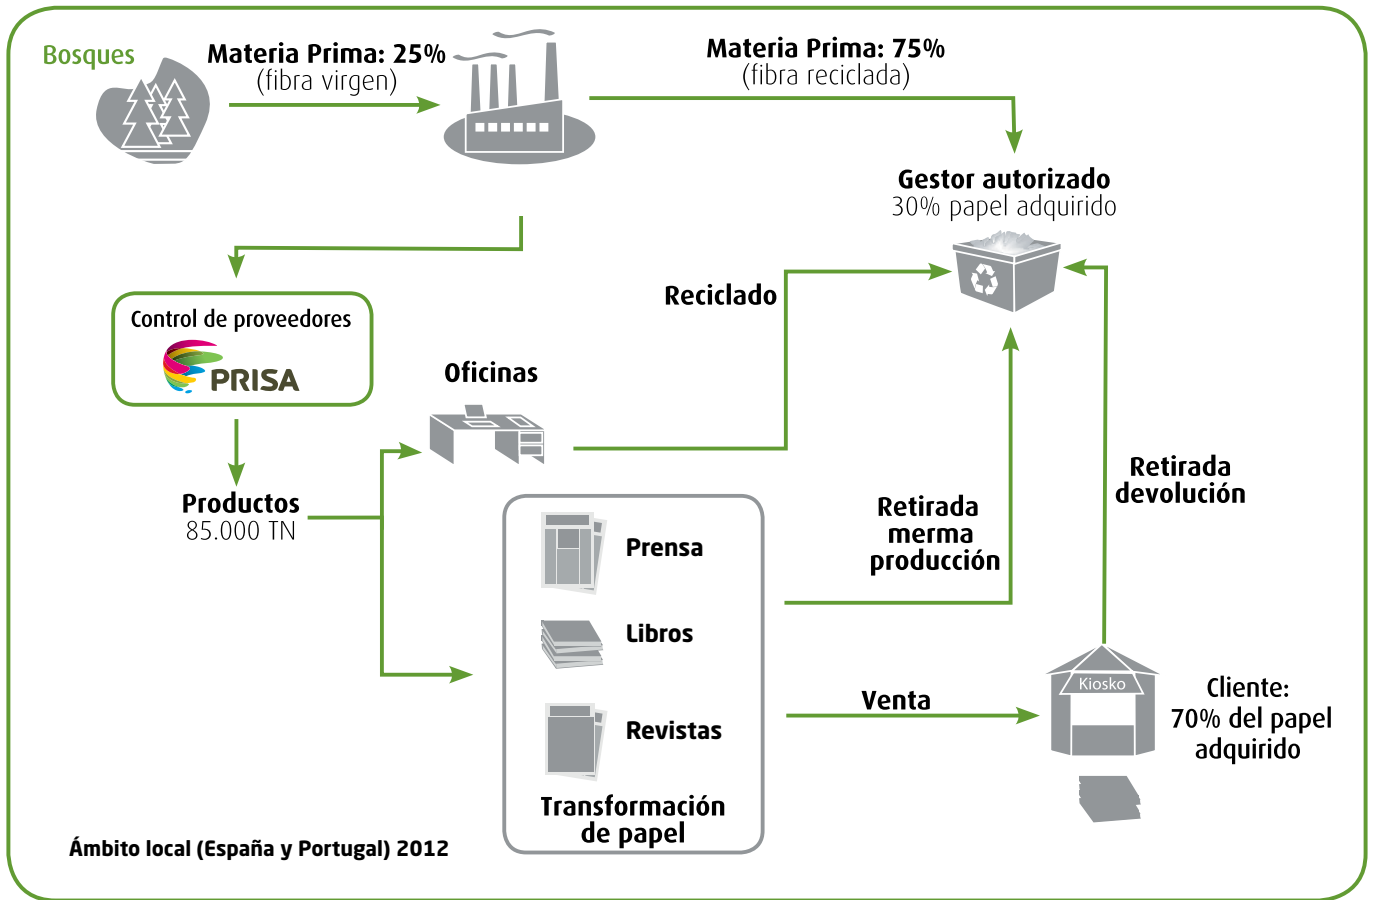 Bosques
Materia Prima: 25%
(fibra virgen)
Materia Prima: 75%
(fibra reciclada)
Gestor autorizado
30% papel adquirido
Reciclado
Control de proveedores
PRISA
Oficinas
Productos
85.000 TN
Retirada
merma
producción
Retirada
devolución
Prensa
Libros
Revistas
Transformación
de papel
Venta
Kiosko
Cliente:
70% del papel
adquirido
Ámbito local (España y Portugal) 2012